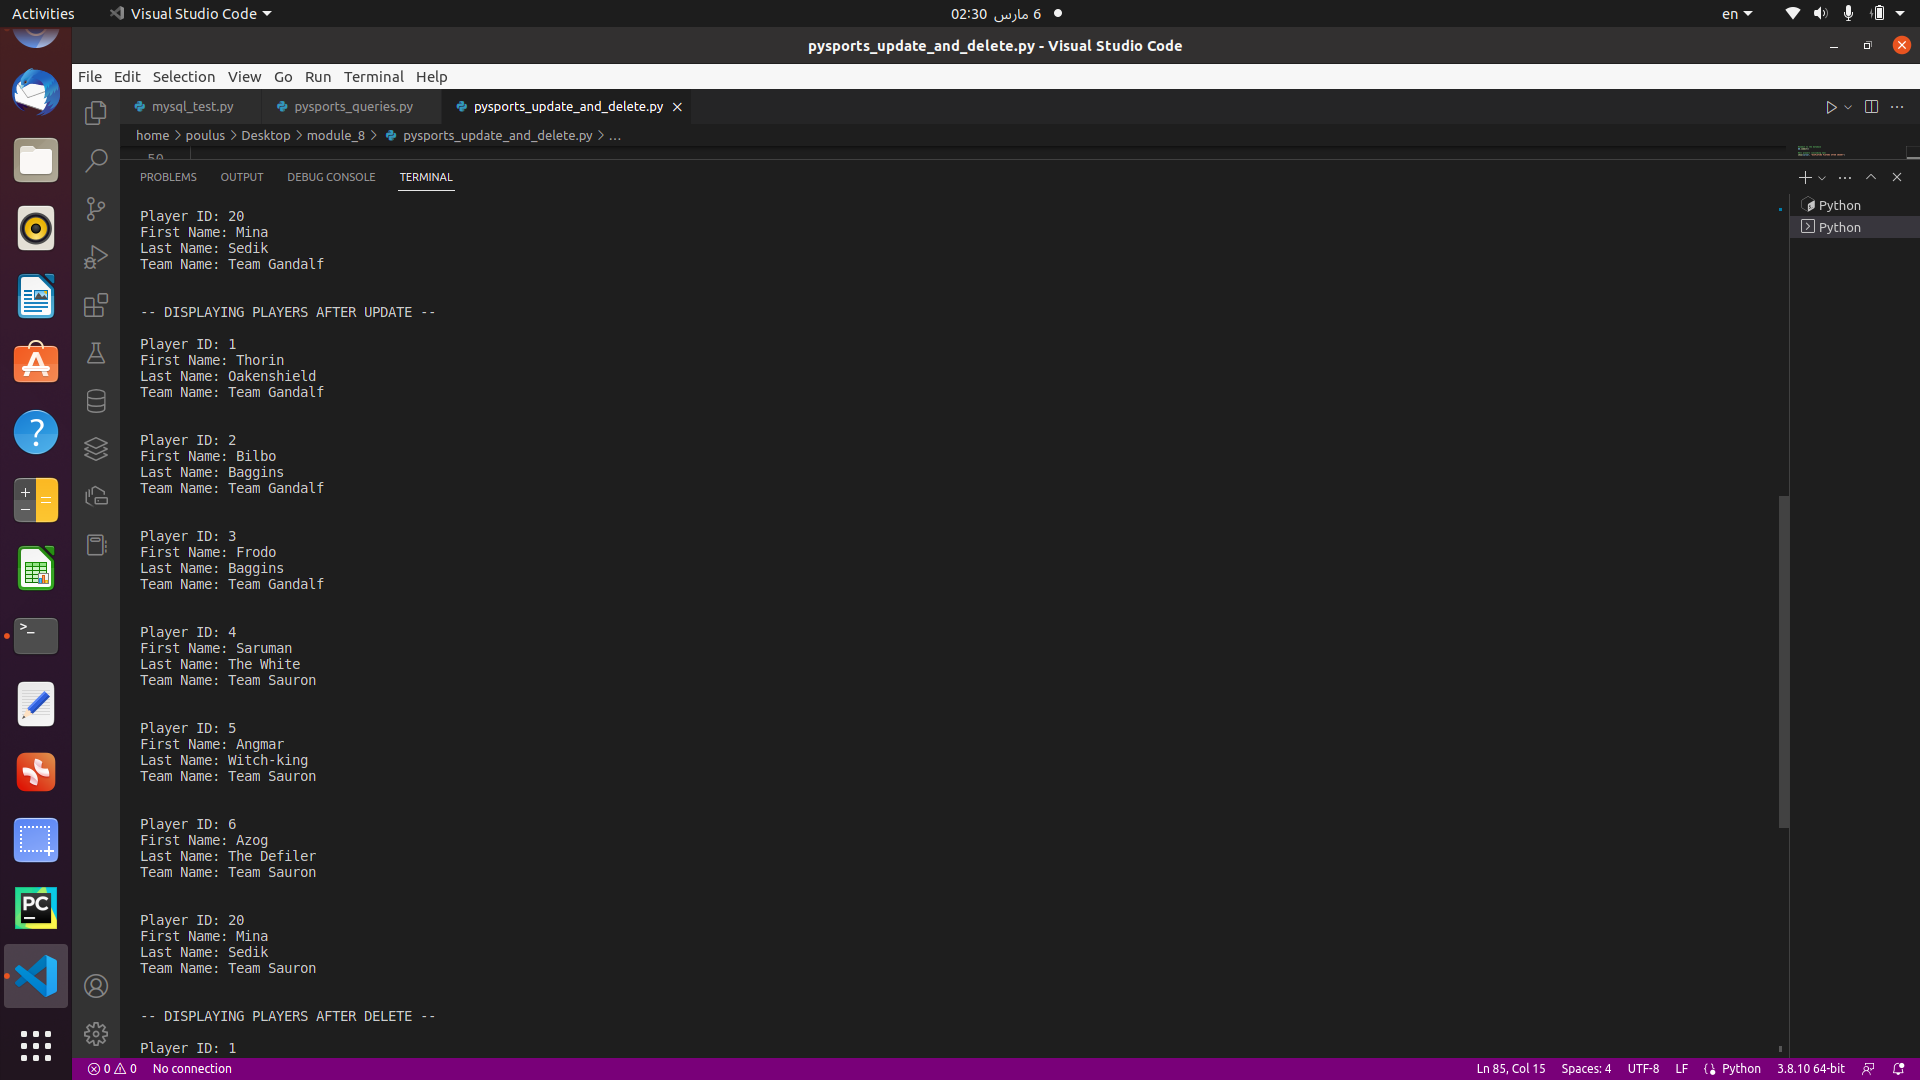 Activities
Visual Studio Code
02:30 6 مارس
en
pysports_update_and_delete.py - Visual Studio Code
File Edit Selection View Go Run Terminal Help
mysql_test.py
pysports_queries.py
pysports_update_and_delete.py
home > poulus > Desktop > module_8 > pysports_update_and_delete.py > ...
50
PROBLEMS OUTPUT DEBUG CONSOLE TERMINAL
Python
Python
Player ID: 20
First Name: Mina
Last Name: Sedik
Team Name: Team Gandalf
-- DISPLAYING PLAYERS AFTER UPDATE --
Player ID: 1
First Name: Thorin
Last Name: Oakenshield
Team Name: Team Gandalf
Player ID: 2
First Name: Bilbo
Last Name: Baggins
Team Name: Team Gandalf
Player ID: 3
First Name: Frodo
Last Name: Baggins
Team Name: Team Gandalf
Player ID: 4
First Name: Saruman
Last Name: The White
Team Name: Team Sauron
Player ID: 5
First Name: Angmar
Last Name: Witch-king
Team Name: Team Sauron
Player ID: 6
First Name: Azog
Last Name: The Defiler
Team Name: Team Sauron
Player ID: 20
First Name: Mina
Last Name: Sedik
Team Name: Team Sauron
-- DISPLAYING PLAYERS AFTER DELETE --
Player ID: 1
PC
0 0 No connection
Ln 85, Col 15 Spaces: 4 UTF-8 LF Python 3.8.10 64-bit